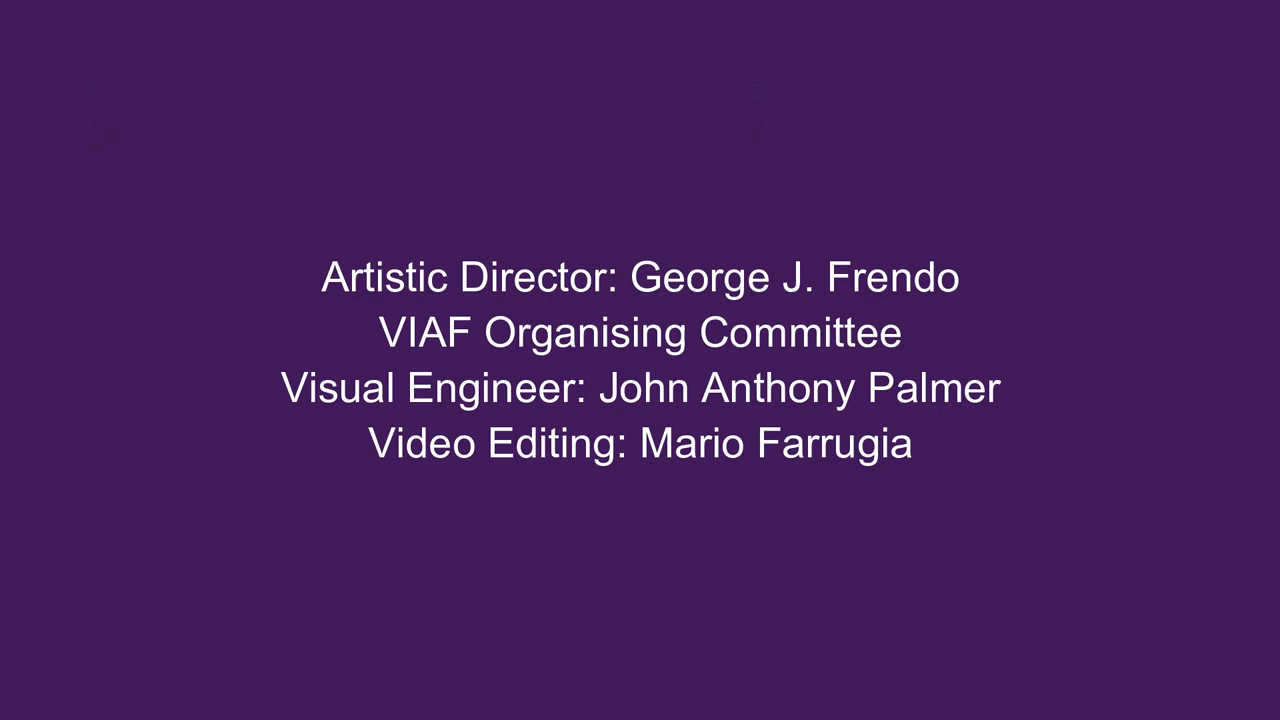 Artistic Director: George J. Frendo
VIAF Organising Committee
Visual Engineer: John Anthony Palmer
Video Editing: Mario Farrugia